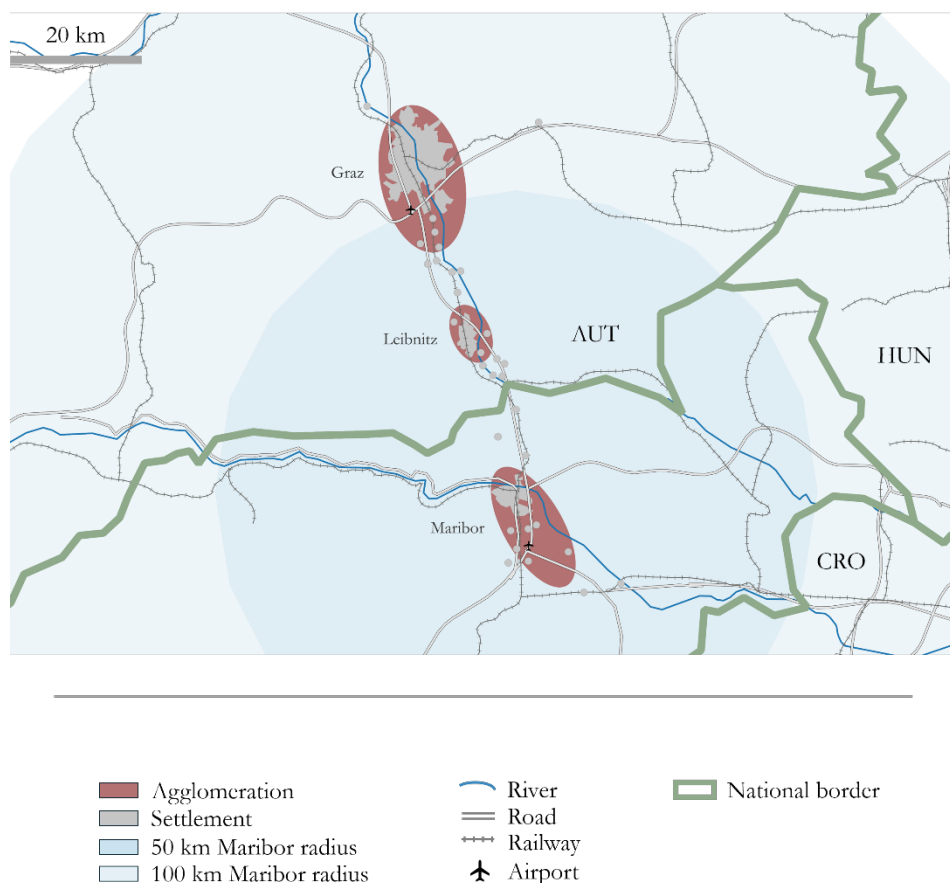 20 km
Graz
Leibnitz
AUT
HUN
Maribor
CRO
Agglomeration
Settlement
50 km Maribor radius
100 km Maribor radius
River
Road
Railway
Airport
National border